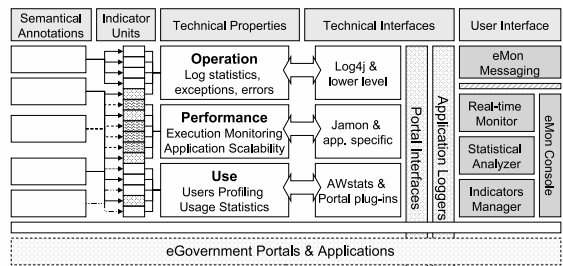 Semantical
Annotations
Indicator
Units
Technical Properties
Technical Interfaces
User Interface
Operation
Log statistics,
exceptions, errors
Log4j &
lower level
Performance
Execution Monitoring
Application Scalability
Jamon &
app. specific
Use
Users Profiling
Usage Statistics
AWstats &
Portal plug-ins
Portal Interfaces
Application Loggers
eMon
Messaging
Real-time
Monitor
Statistical
Analyzer
Indicators
Manager
eMon Console
eGovernment Portals & Applications